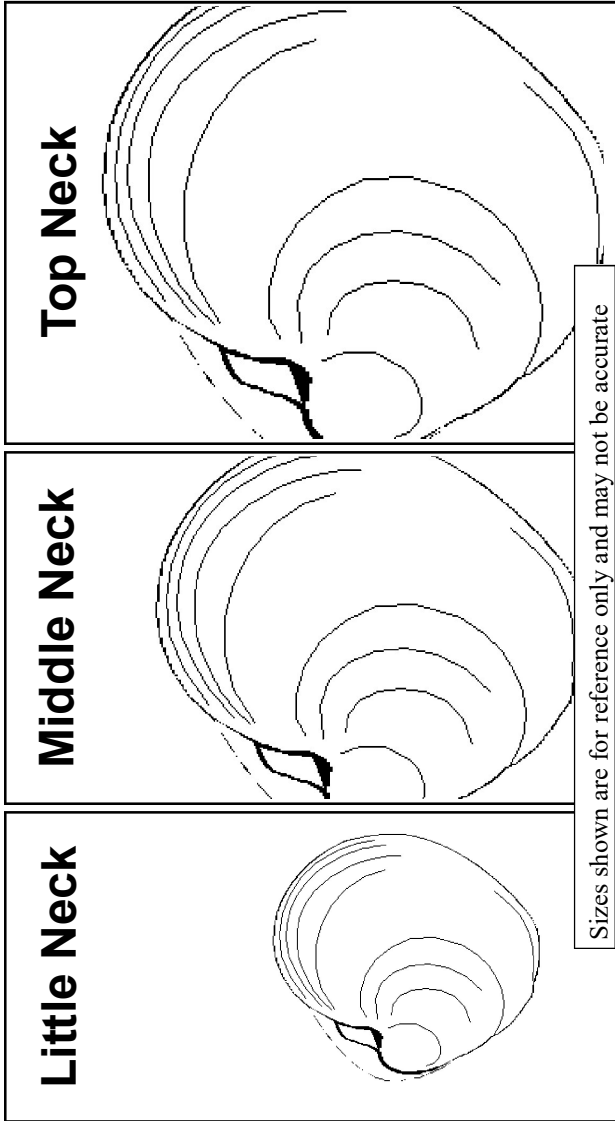 Little Neck
Middle Neck
Top Neck
Sizes shown are for reference only and may not be accurate